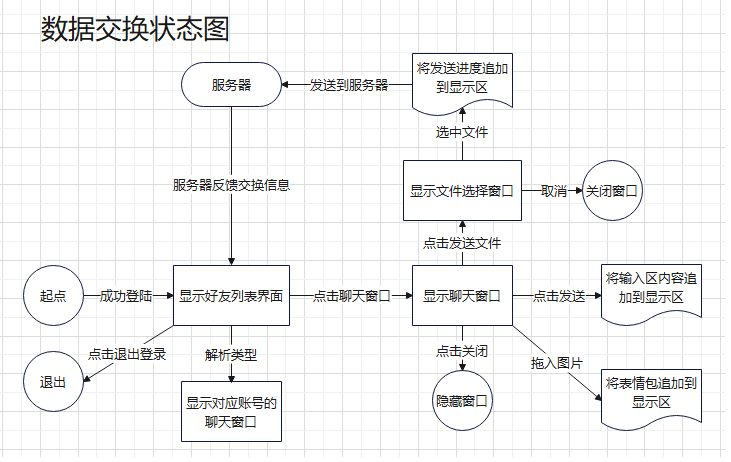 数据交换状态图
服务器
发送到服务器
将发送进度追加
到显示区
选中文件
服务器反馈交换信息
显示文件选择窗口
取消
关闭窗口
点击发送文件
起点
成功登陆
显示好友列表界面
点击聊天窗口
显示聊天窗口
点击发送
将输入区内容追
加到显示区
点击退出登录
解析类型
点击关闭
拖入图片
退出
显示对应账号的
聊天窗口
隐藏窗口
将表情包追加到
显示区